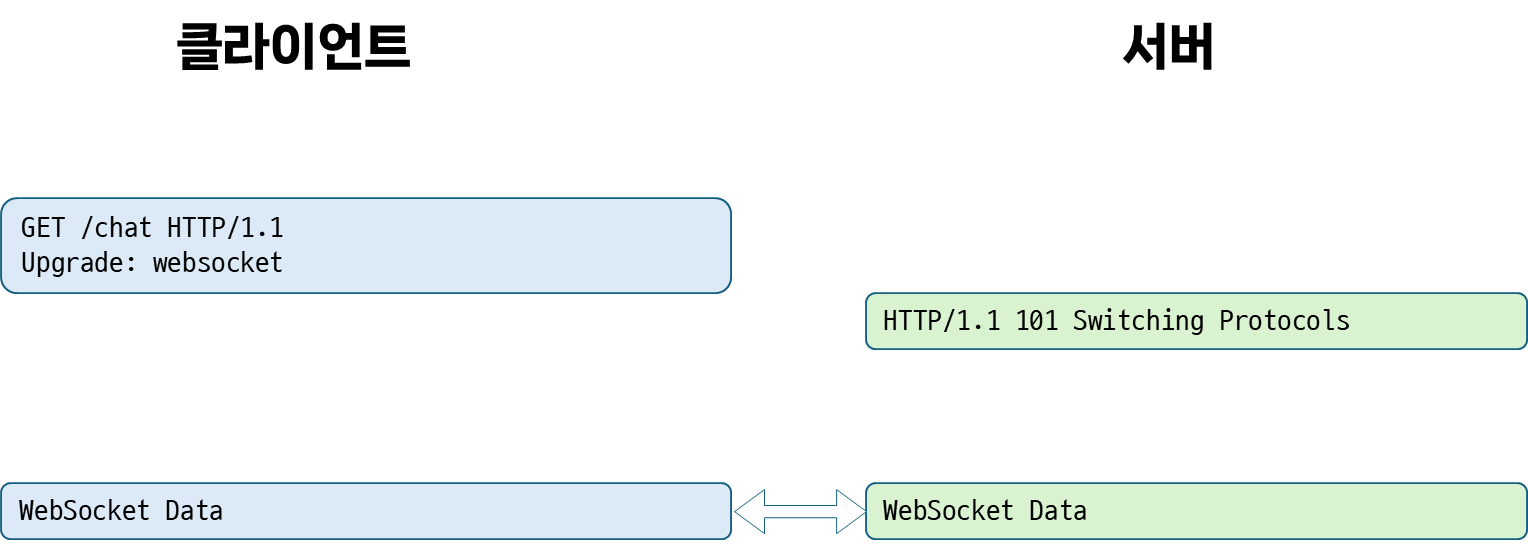 클라이언트
서버
GET /chat HTTP/1.1
Upgrade: websocket
HTTP/1.1 101 Switching Protocols
WebSocket Data
WebSocket Data